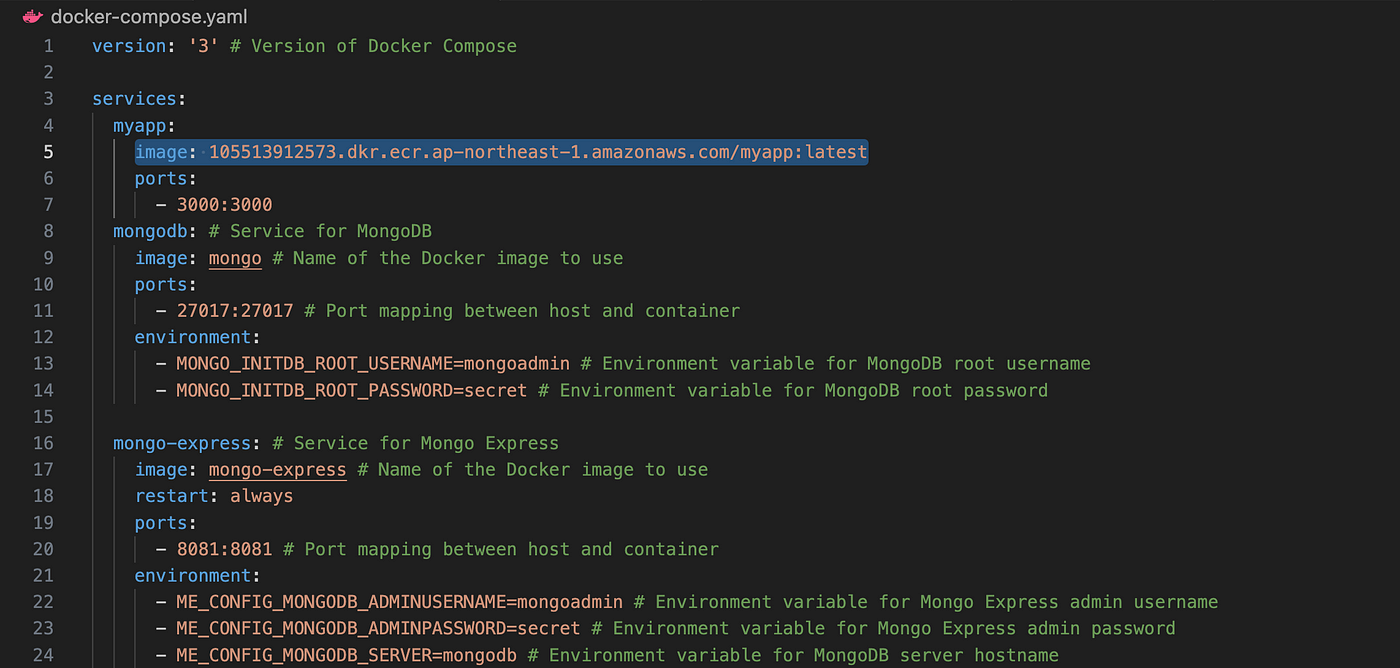 docker-compose.yaml
1 version: '3' # Version of Docker Compose
2
3 services:
4 myapp:
5 image: 105513912573.dkr.ecr.ap-northeast-1.amazonaws.com/myapp:latest
6 ports:
7 - 3000:3000
8 mongodb: # Service for MongoDB
9 image: mongo # Name of the Docker image to use
10 ports:
11 - 27017:27017 # Port mapping between host and container
12 environment:
13 - MONGO_INITDB_ROOT_USERNAME=mongoadmin # Environment variable for MongoDB root username
14 - MONGO_INITDB_ROOT_PASSWORD=secret # Environment variable for MongoDB root password
15
16 mongo-express: # Service for Mongo Express
17 image: mongo-express # Name of the Docker image to use
18 restart: always
19 ports:
20 - 8081:8081 # Port mapping between host and container
21 environment:
22 - ME_CONFIG_MONGODB_ADMINUSERNAME=mongoadmin # Environment variable for Mongo Express admin username
23 - ME_CONFIG_MONGODB_ADMINPASSWORD=secret # Environment variable for Mongo Express admin password
24 - ME_CONFIG_MONGODB_SERVER=mongodb # Environment variable for MongoDB server hostname